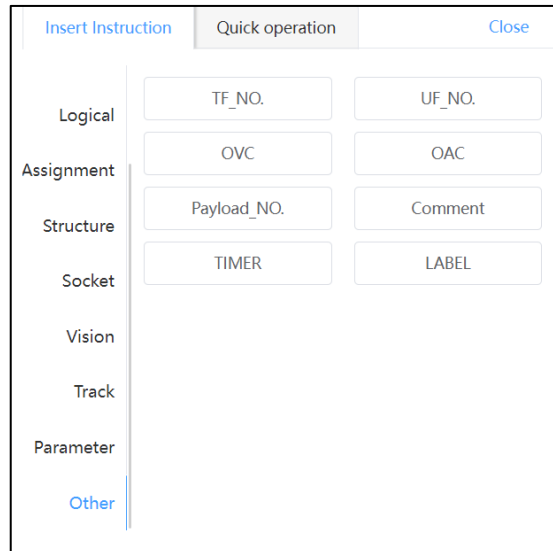 Insert Instruction Quick operation Close
Logical
Assignment
Structure
Socket
Vision
Track
Parameter
Other
TF_NO. UF_NO.
OVC OAC
Payload_NO. Comment
TIMER LABEL